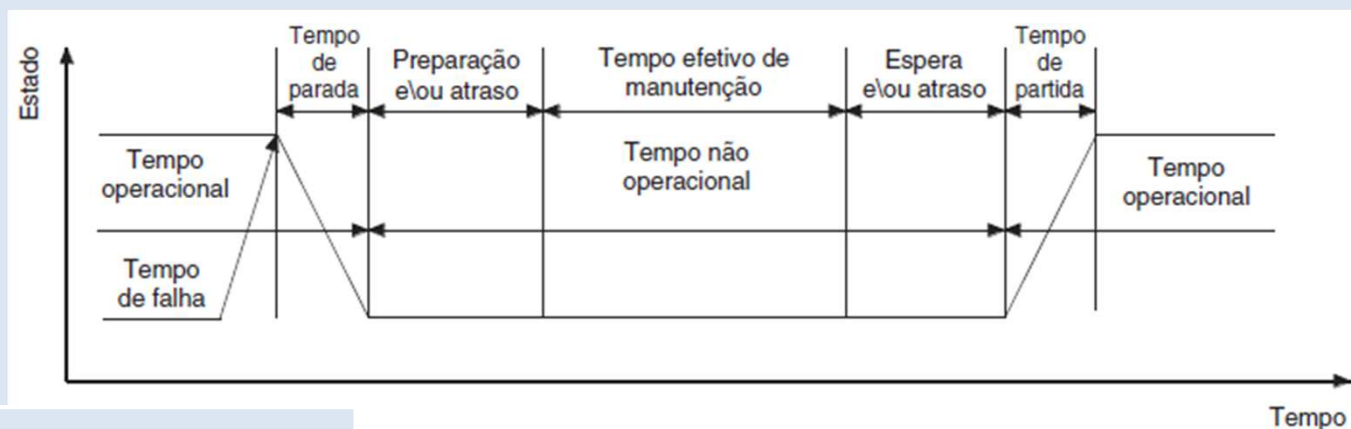 Estado
Tempo
de
parada
Preparação
e\ou atraso
Tempo efetivo de
manutenção
Espera
e\ou atraso
Tempo
de
partida
Tempo
operacional
Tempo não
operacional
Tempo
operacional
Tempo
de falha
Tempo